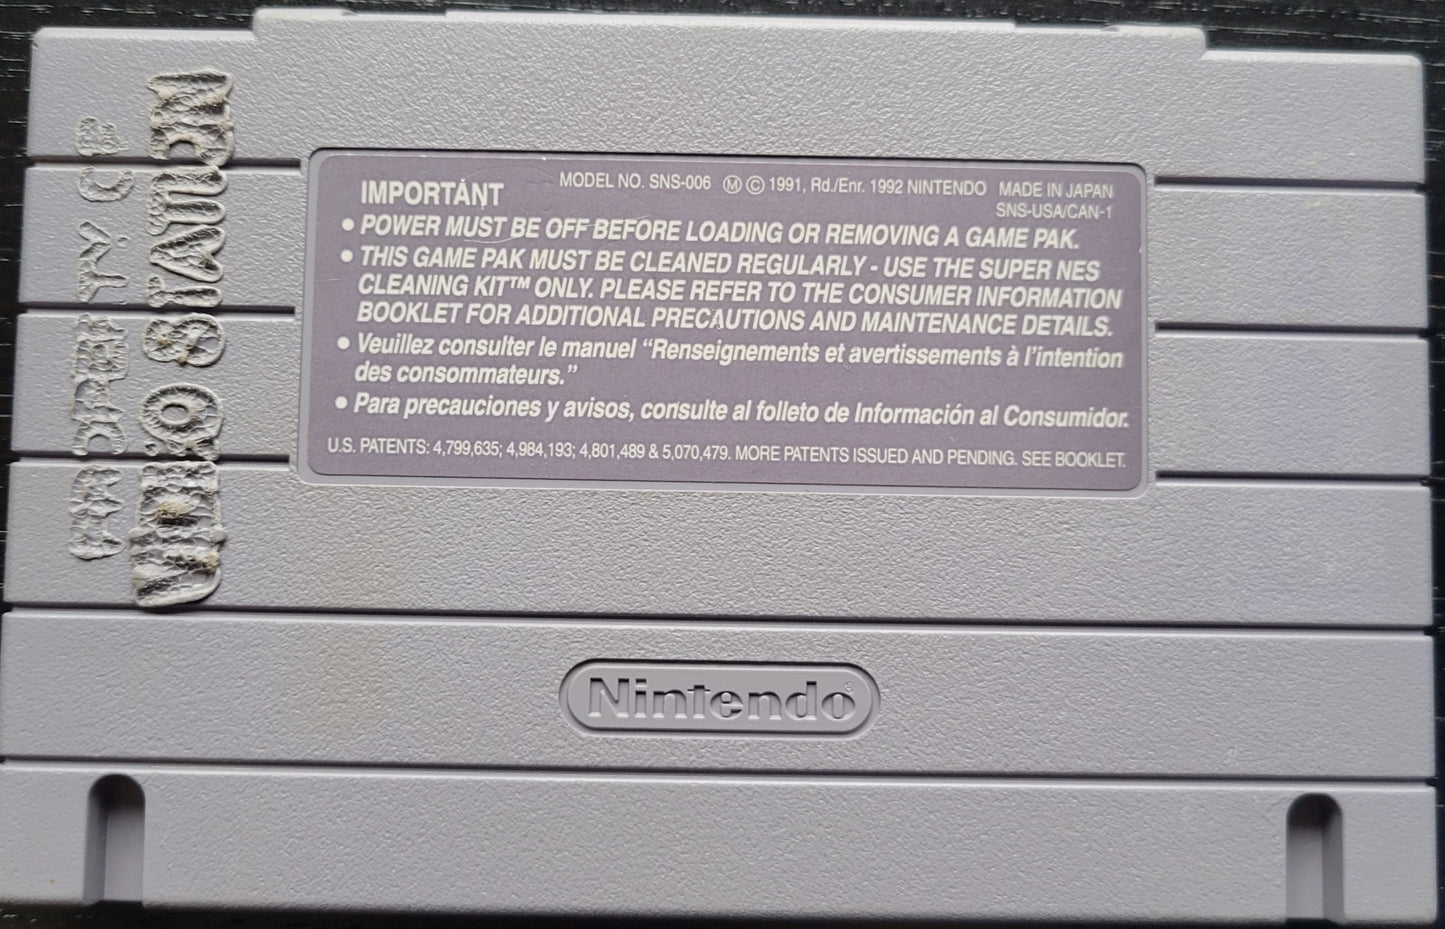 IMPORTANT
MODEL NO. SNS-006 Ⓜ © 1991, Rd./Enr. 1992 NINTENDO MADE IN JAPAN
SNS-USA/CAN-1
• POWER MUST BE OFF BEFORE LOADING OR REMOVING A GAME PAK.
• THIS GAME PAK MUST BE CLEANED REGULARLY - USE THE SUPER NES
CLEANING KIT™ ONLY. PLEASE REFER TO THE CONSUMER INFORMATION
BOOKLET FOR ADDITIONAL PRECAUTIONS AND MAINTENANCE DETAILS.
• Veuillez consulter le manuel “Renseignements et avertissements à l’intention
des consommateurs.”
• Para precauciones y avisos, consulte al folleto de Información al Consumidor.
U.S. PATENTS: 4,799,635; 4,984,193; 4,801,489 & 5,070,479. MORE PATENTS ISSUED AND PENDING. SEE BOOKLET.
Nintendo®